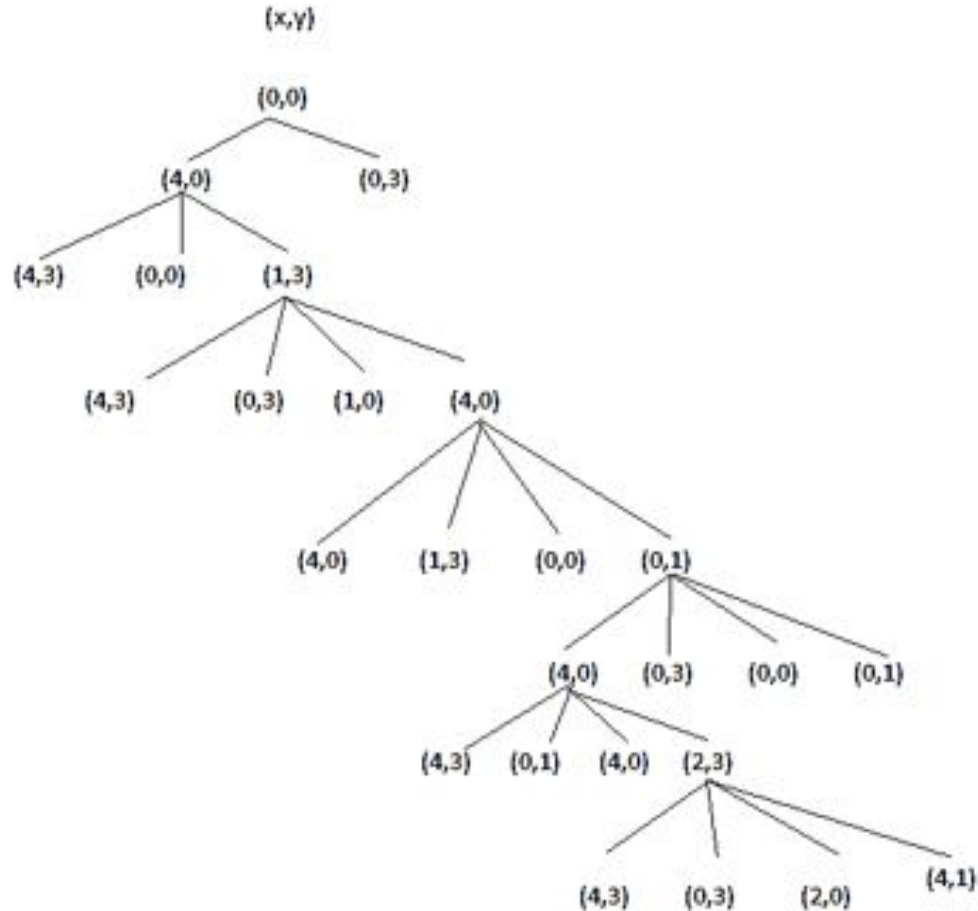 (x,y)
(0,0)
(4,0) (0,3)
(4,3) (0,0) (1,3)
(4,3) (0,3) (1,0) (4,0)
(4,0) (1,3) (0,0) (0,1)
(4,0) (0,3) (0,0) (0,1)
(4,3) (0,1) (4,0) (2,3)
(4,3) (0,3) (2,0) (4,1)